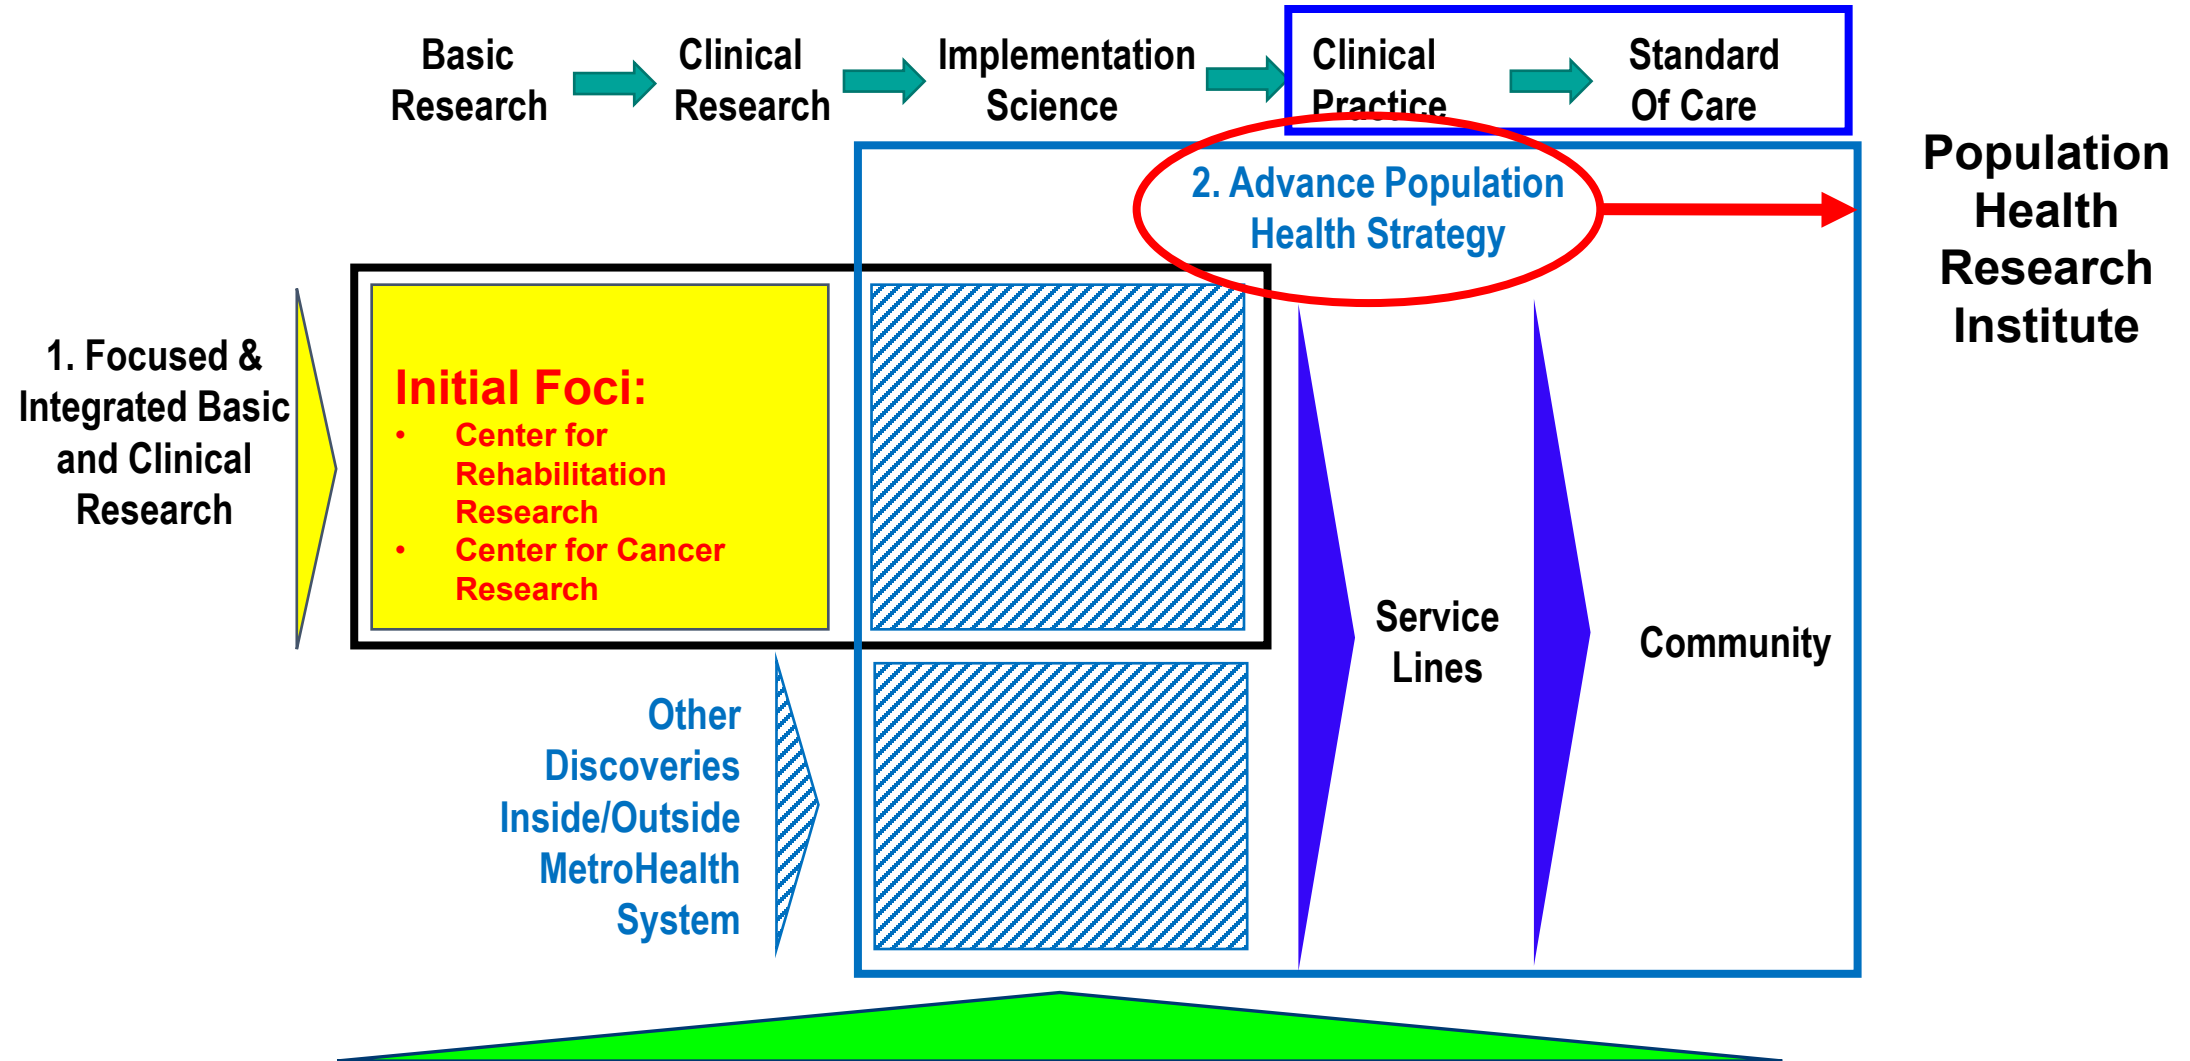 Basic
Research
Clinical
Research
Implementation
Science
Clinical
Practice
Standard
Of Care
Population
Health
Research
Institute
2. Advance Population
Health Strategy
1. Focused &
Integrated Basic
and Clinical
Research
Initial Foci:
• Center for
Rehabilitation
Research
• Center for Cancer
Research
Service
Lines
Community
Other
Discoveries
Inside/Outside
MetroHealth
System